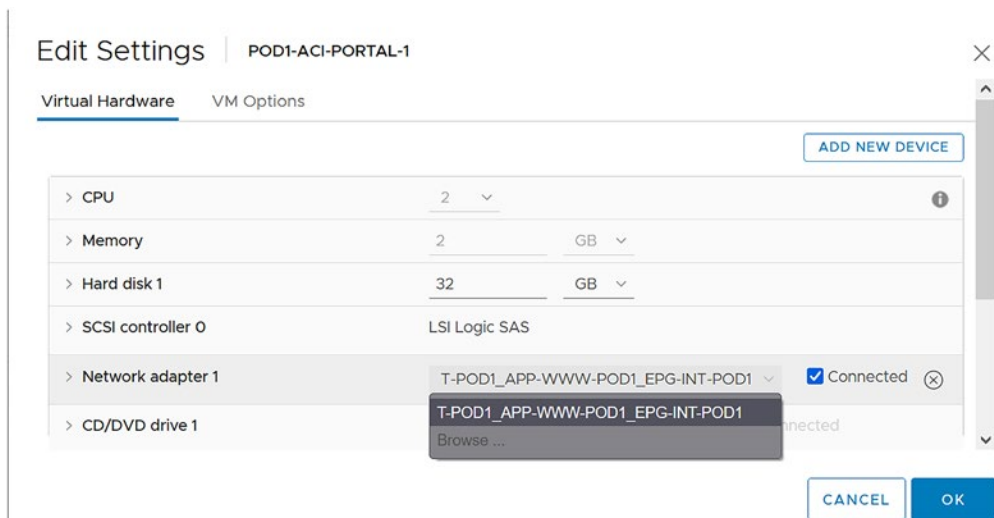 Edit Settings POD1-ACI-PORTAL-1
Virtual Hardware VM Options
ADD NEW DEVICE
CPU 2
Memory 2 GB
Hard disk 1 32 GB
SCSI controller 0 LSI Logic SAS
Network adapter 1 T-POD1_APP-WWW-POD1_EPG-INT-POD1 Connected
T-POD1_APP-WWW-POD1_EPG-INT-POD1
CD/DVD drive 1 nnected
Browse ...
CANCEL OK